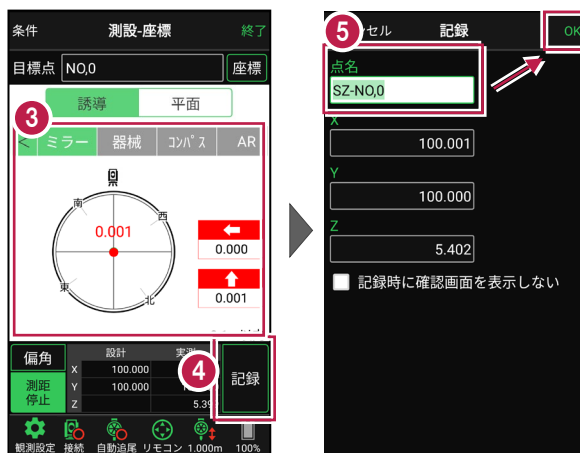 条件 測設-座標 終了
目標点 NO,0 座標
誘導 平面
3
< ミラー 器械 コンパス AR
南
西
0.001
0.000
東
北
0.001
設計
偏角
X 100.000
測距
停止
Y 100.000
Z 5.39
4
記録
観測設定 接続 自動追尾 リモコン 1.000m 100%
5
セル 記録 OK
点名
SZ-NO,0
X
100.001
Y
100.000
Z
5.402
記録時に確認画面を表示しない